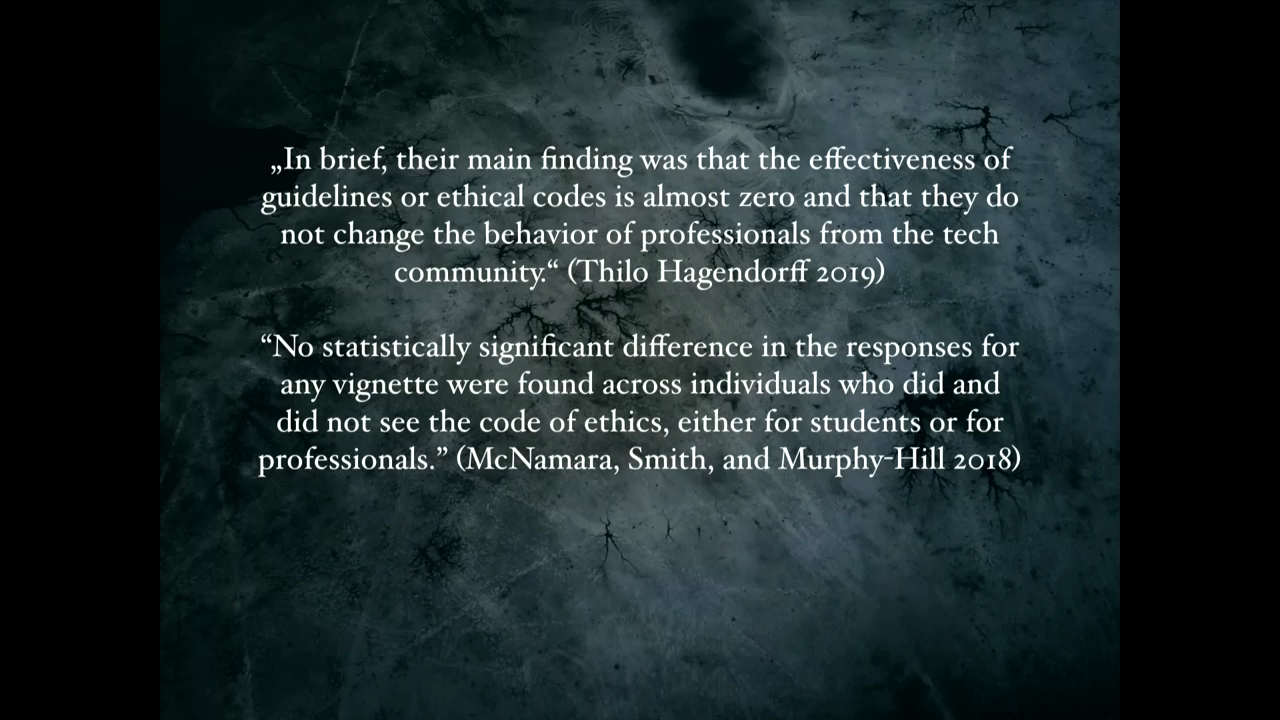 „In brief, their main finding was that the effectiveness of
guidelines or ethical codes is almost zero and that they do
not change the behavior of professionals from the tech
community.“ (Thilo Hagendorff 2019)
“No statistically significant difference in the responses for
any vignette were found across individuals who did and
did not see the code of ethics, either for students or for
professionals.” (McNamara, Smith, and Murphy-Hill 2018)